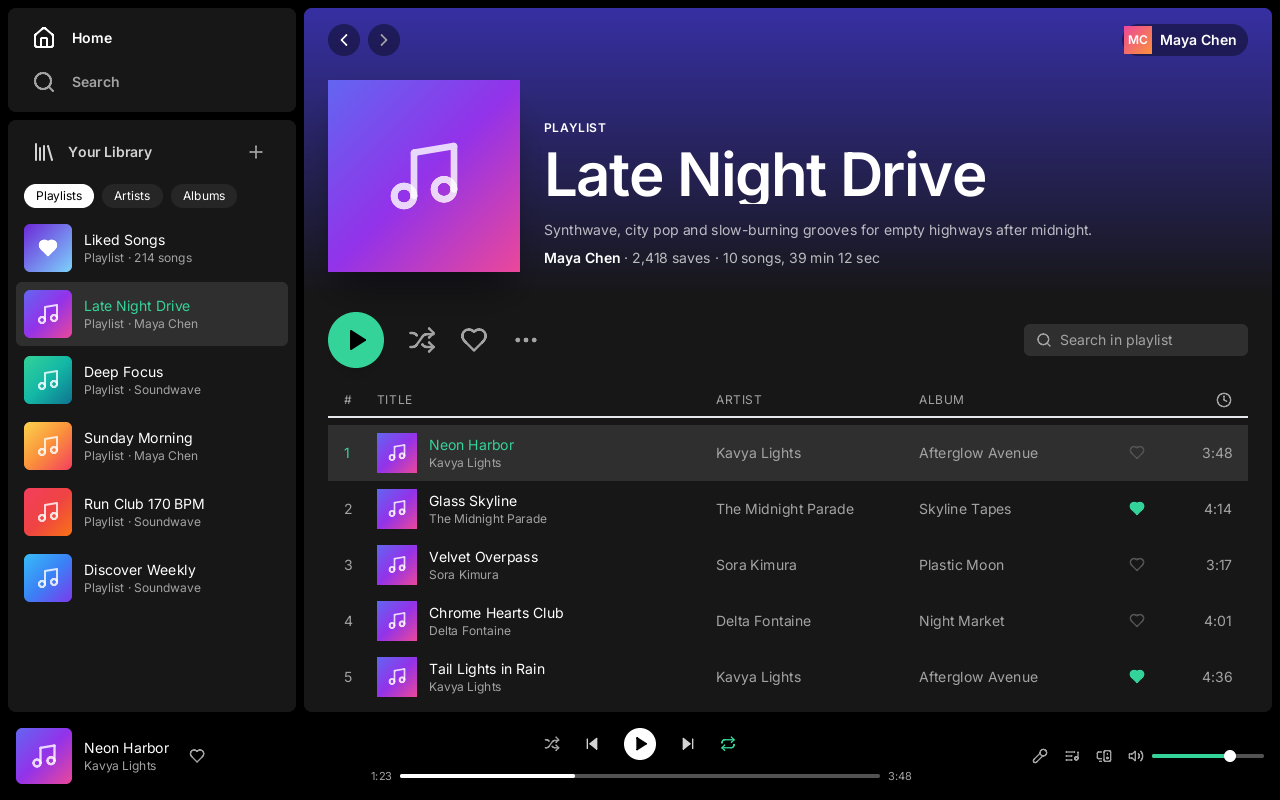 Home
Search
Your Library
Playlists Artists Albums
Liked Songs
Playlist · 214 songs
Late Night Drive
Playlist · Maya Chen
Deep Focus
Playlist · Soundwave
Sunday Morning
Playlist · Maya Chen
Run Club 170 BPM
Playlist · Soundwave
Discover Weekly
Playlist · Soundwave
MC Maya Chen
PLAYLIST
Late Night Drive
Synthwave, city pop and slow-burning grooves for empty highways after midnight.
Maya Chen · 2,418 saves · 10 songs, 39 min 12 sec
Search in playlist
# TITLE ARTIST ALBUM
1 Neon Harbor Kavya Lights Afterglow Avenue 3:48
Kavya Lights
2 Glass Skyline The Midnight Parade Skyline Tapes 4:14
The Midnight Parade
3 Velvet Overpass Sora Kimura Plastic Moon 3:17
Sora Kimura
4 Chrome Hearts Club Delta Fontaine Night Market 4:01
Delta Fontaine
5 Tail Lights in Rain Kavya Lights Afterglow Avenue 4:36
Kavya Lights
Neon Harbor
Kavya Lights
1:23 3:48